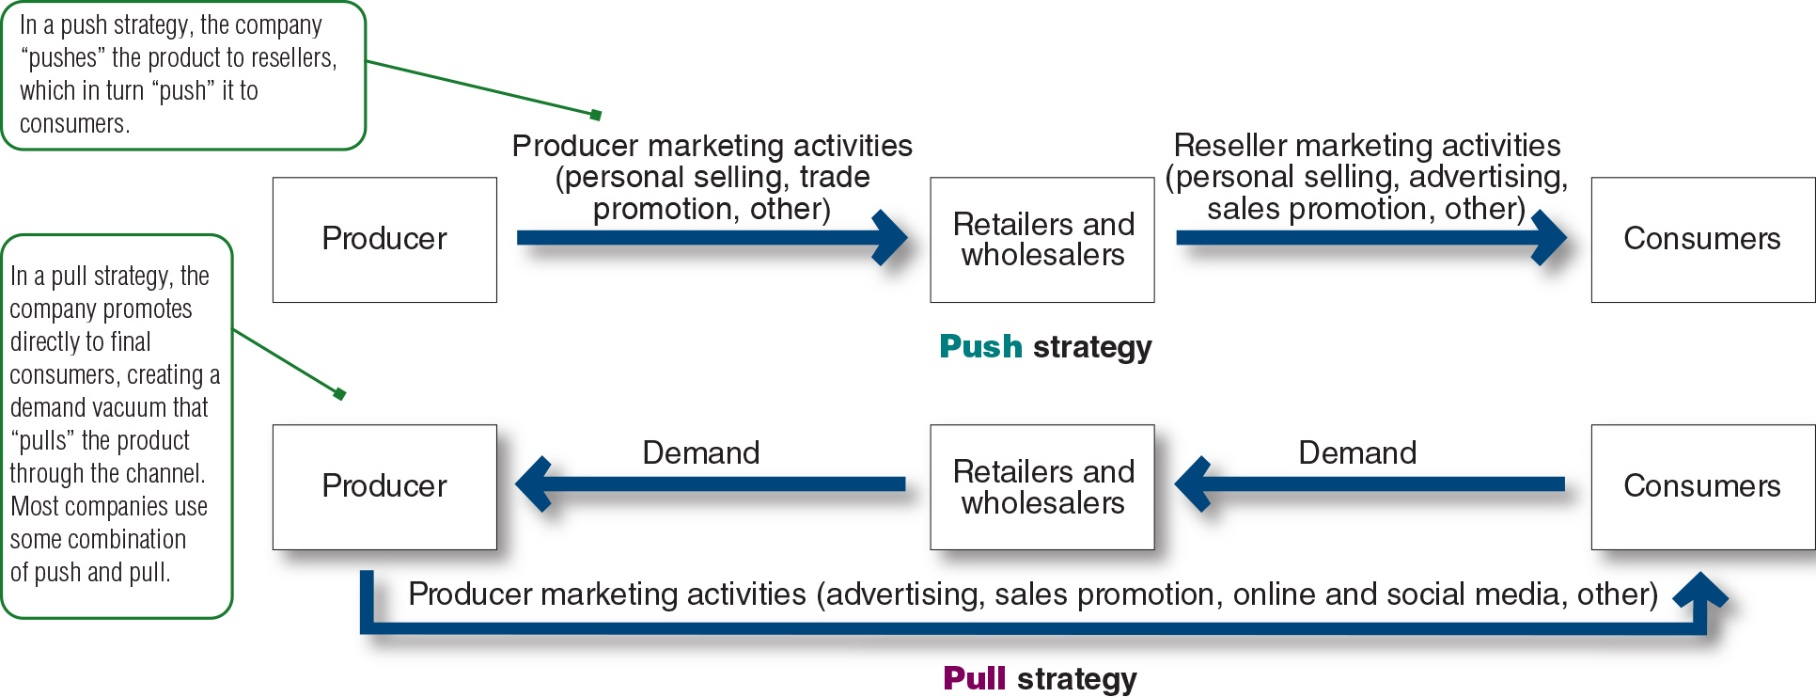 In a push strategy, the company
“pushes” the product to resellers,
which in turn “push” it to
consumers.
Producer marketing activities
(personal selling, trade
promotion, other)
Reseller marketing activities
(personal selling, advertising,
sales promotion, other)
Producer
Retailers and
wholesalers
Consumers
Push strategy
In a pull strategy, the
company promotes
directly to final
consumers, creating a
demand vacuum that
“pulls” the product
through the channel.
Most companies use
some combination
of push and pull.
Producer
Demand
Retailers and
wholesalers
Demand
Consumers
Producer marketing activities (advertising, sales promotion, online and social media, other)
Pull strategy